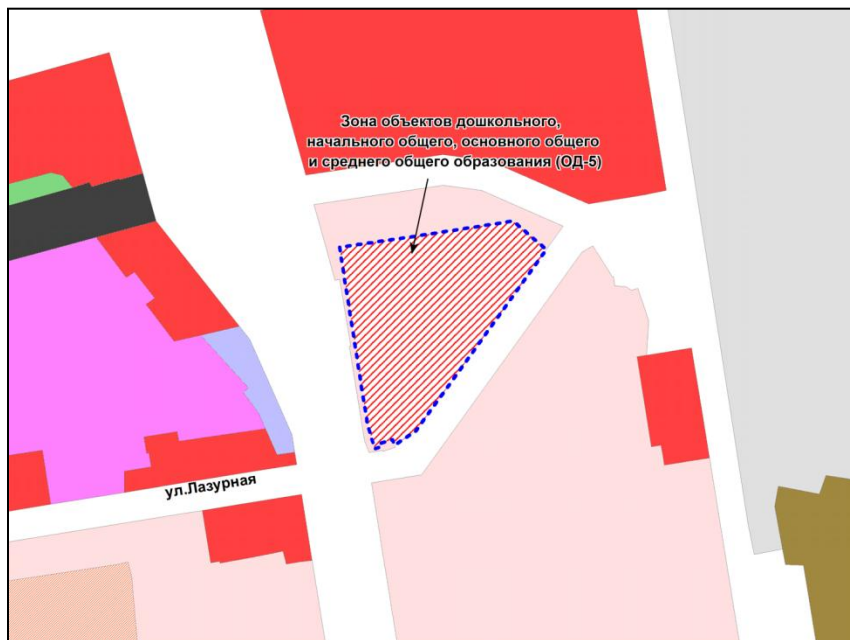 Зона объектов дошкольного,
начального общего, основного общего
и среднего общего образования (ОД-5)
ул.Лазурная